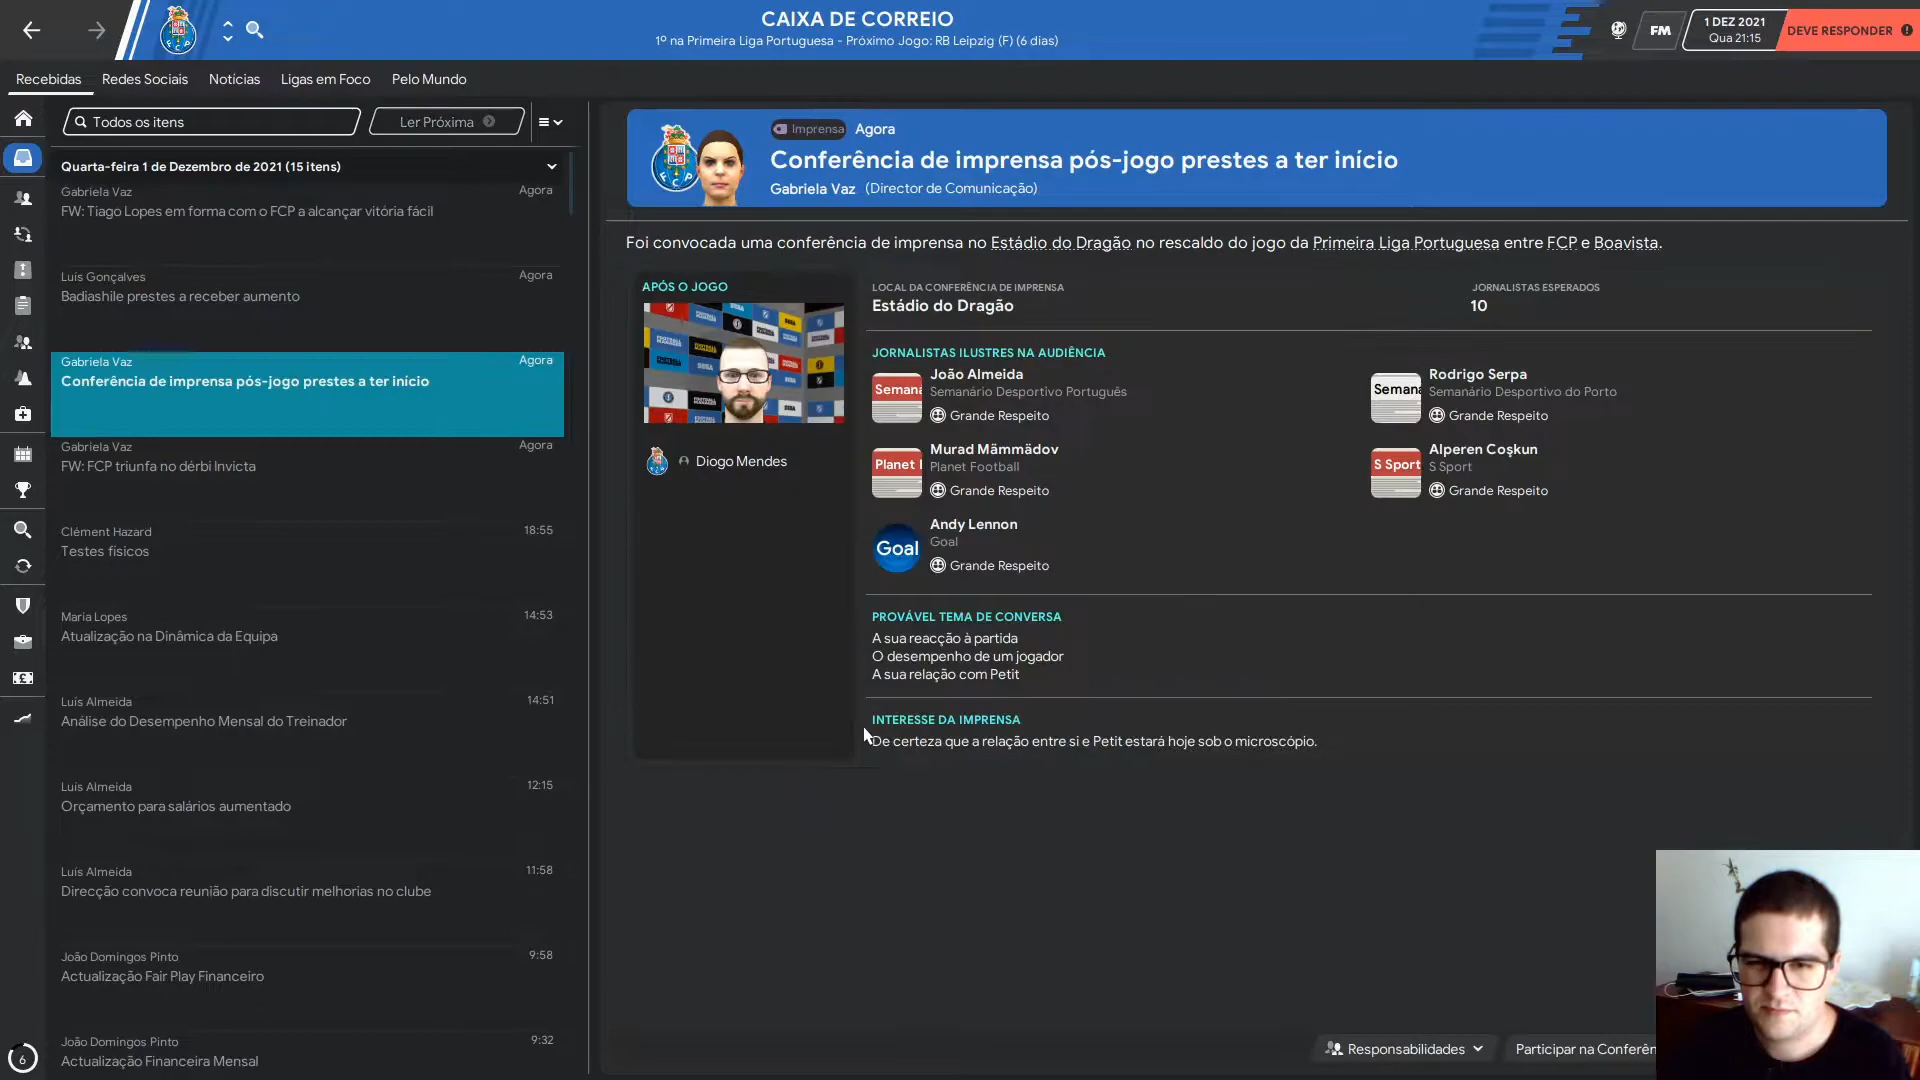 CAIXA DE CORREIO
1º na Primeira Liga Portuguesa - Próximo Jogo: RB Leipzig (F) (6 dias)
FM
1 DEZ 2021
Qua 21:15
DEVE RESPONDER
Recebidas
Redes Sociais
Notícias
Ligas em Foco
Pelo Mundo
Todos os itens
Ler Próxima
Quarta-feira 1 de Dezembro de 2021 (15 itens)
Gabriela Vaz
Agora
FW: Tiago Lopes em forma com o FCP a alcançar vitória fácil
Luís Gonçalves
Agora
Badiashile prestes a receber aumento
Gabriela Vaz
Agora
Conferência de imprensa pós-jogo prestes a ter início
Gabriela Vaz
Agora
FW: FCP triunfa no dérbi Invicta
Clément Hazard
18:55
Testes físicos
Maria Lopes
14:53
Atualização na Dinâmica da Equipa
Luís Almeida
14:51
Análise do Desempenho Mensal do Treinador
Luís Almeida
12:15
Orçamento para salários aumentado
Luís Almeida
11:58
Direcção convoca reunião para discutir melhorias no clube
João Domingos Pinto
9:58
Actualização Fair Play Financeiro
João Domingos Pinto
9:32
Actualização Financeira Mensal
6
Imprensa
Agora
Conferência de imprensa pós-jogo prestes a ter início
Gabriela Vaz (Director de Comunicação)
Foi convocada uma conferência de imprensa no Estádio do Dragão no rescaldo do jogo da Primeira Liga Portuguesa entre FCP e Boavista.
APÓS O JOGO
Diogo Mendes
LOCAL DA CONFERÊNCIA DE IMPRENSA
Estádio do Dragão
JORNALISTAS ESPERADOS
10
JORNALISTAS ILUSTRES NA AUDIÊNCIA
Semana
João Almeida
Semanário Desportivo Português
Grande Respeito
Semana
Rodrigo Serpa
Semanário Desportivo do Porto
Grande Respeito
Planet
Murad Mämmädov
Planet Football
Grande Respeito
S Sport
Alperen Coşkun
S Sport
Grande Respeito
Goal
Andy Lennon
Goal
Grande Respeito
PROVÁVEL TEMA DE CONVERSA
A sua reacção à partida
O desempenho de um jogador
A sua relação com Petit
INTERESSE DA IMPRENSA
De certeza que a relação entre si e Petit estará hoje sob o microscópio.
Responsabilidades
Participar na Conferên